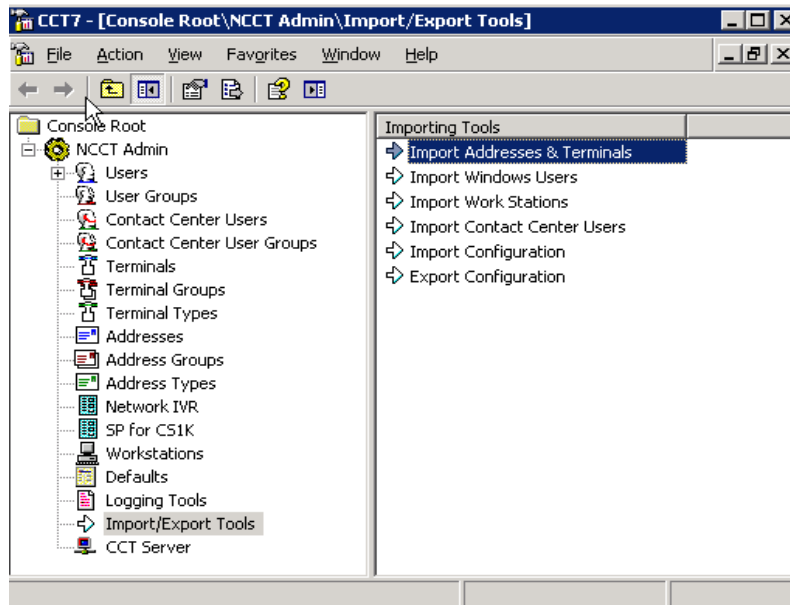 CCT7 - [Console Root\NCCT Admin\Import/Export Tools]
File Action View Favorites Window Help
Console Root
NCCT Admin
Users
User Groups
Contact Center Users
Contact Center User Groups
Terminals
Terminal Groups
Terminal Types
Addresses
Address Groups
Address Types
Network IVR
SP for CS1K
Workstations
Defaults
Logging Tools
Import/Export Tools
CCT Server
Importing Tools
Import Addresses & Terminals
Import Windows Users
Import Work Stations
Import Contact Center Users
Import Configuration
Export Configuration